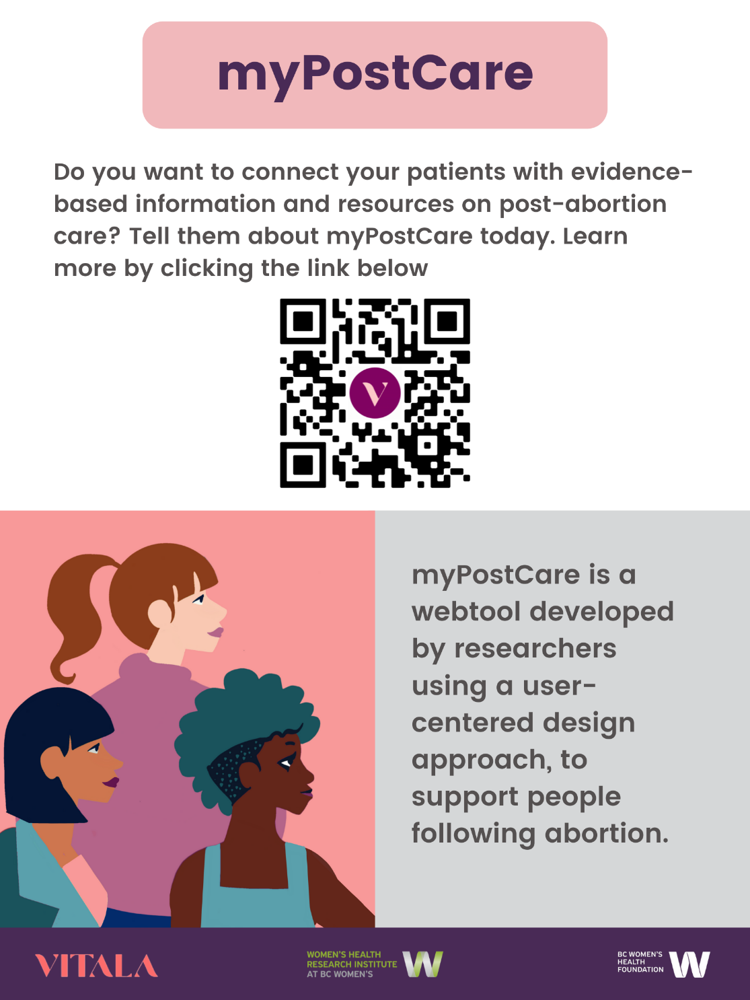 myPostCare
Do you want to connect your patients with evidence-
based information and resources on post-abortion
care? Tell them about myPostCare today. Learn
more by clicking the link below
V
myPostCare is a
webtool developed
by researchers
using a user-
centered design
approach, to
support people
following abortion.
VITALA
WOMEN'S HEALTH
RESEARCH INSTITUTE
AT BC WOMEN'S
W
BC WOMEN'S
HEALTH
FOUNDATION
W